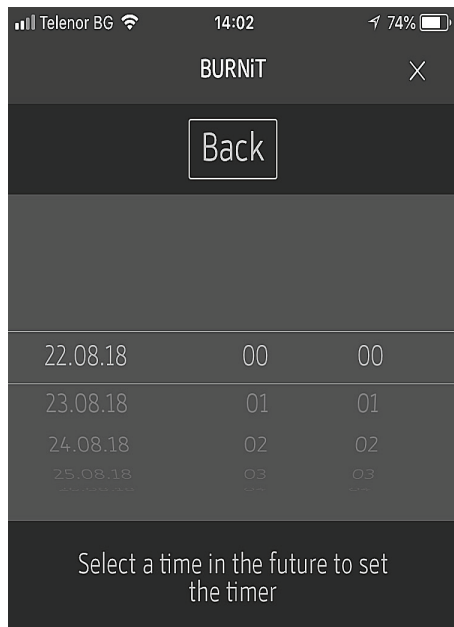 Telenor BG 14:02 74%
BURNiT X
Back
22.08.18 00 00
23.08.18 01 01
24.08.18 02 02
25.08.18 03 03
Select a time in the future to set
the timer